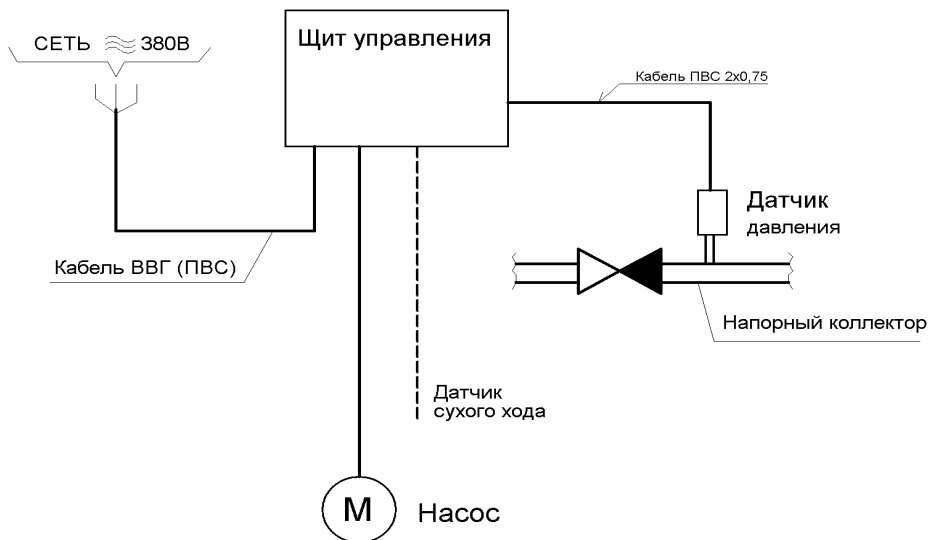 СЕТЬ 380В
Щит управления
Кабель ПВС 2х0,75
Датчик
давления
Кабель ВВГ (ПВС)
Напорный коллектор
Датчик
сухого хода
М
Насос